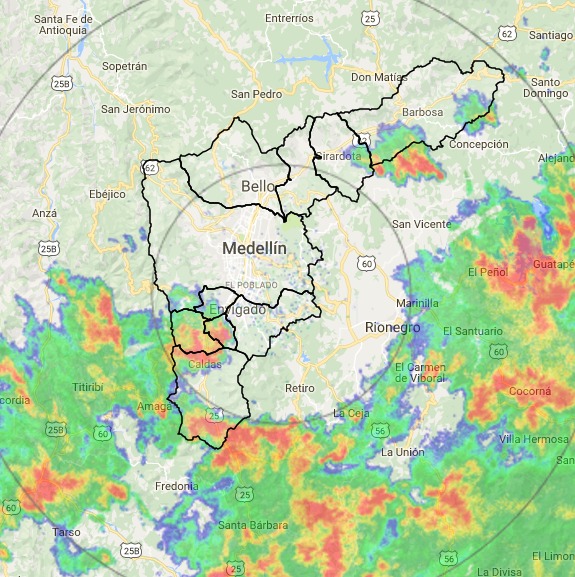 Santa Fe de
Antioquia
Entrerríos
25
62
Santiago
Sopetrán
Don Matías
Santo
Domingo
25B
San Pedro
San Jerónimo
Barbosa
62
Girardota
Concepción
Alejand
62
Bello
Ebéjico
Anzá
San Vicente
25B
Medellín
60
El Peñol
Guatapé
EL POBLADO
Envigado
Marinilla
Rionegro
El Santuario
60
Caldas
El Carmen
de Viboral
Titiribí
Retiro
Cocorná
cordia
Amagá
25
La Ceja
25B
60
56
Villa Hermosa
La Unión
San
Fredonia
60
25
Santa Bárbara
Tarso
25B
56
El Limon
25
La Divisa